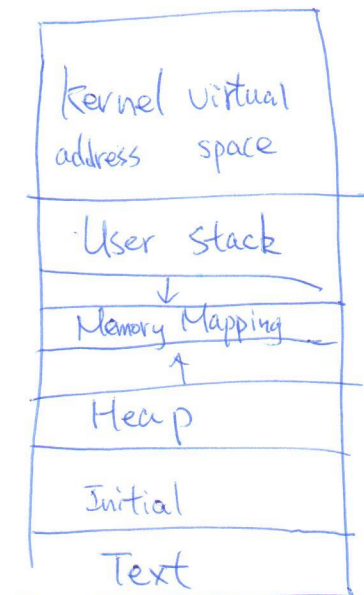 Kernel virtual
address space
User stack
Memory Mapping
Heap
Initial
Text